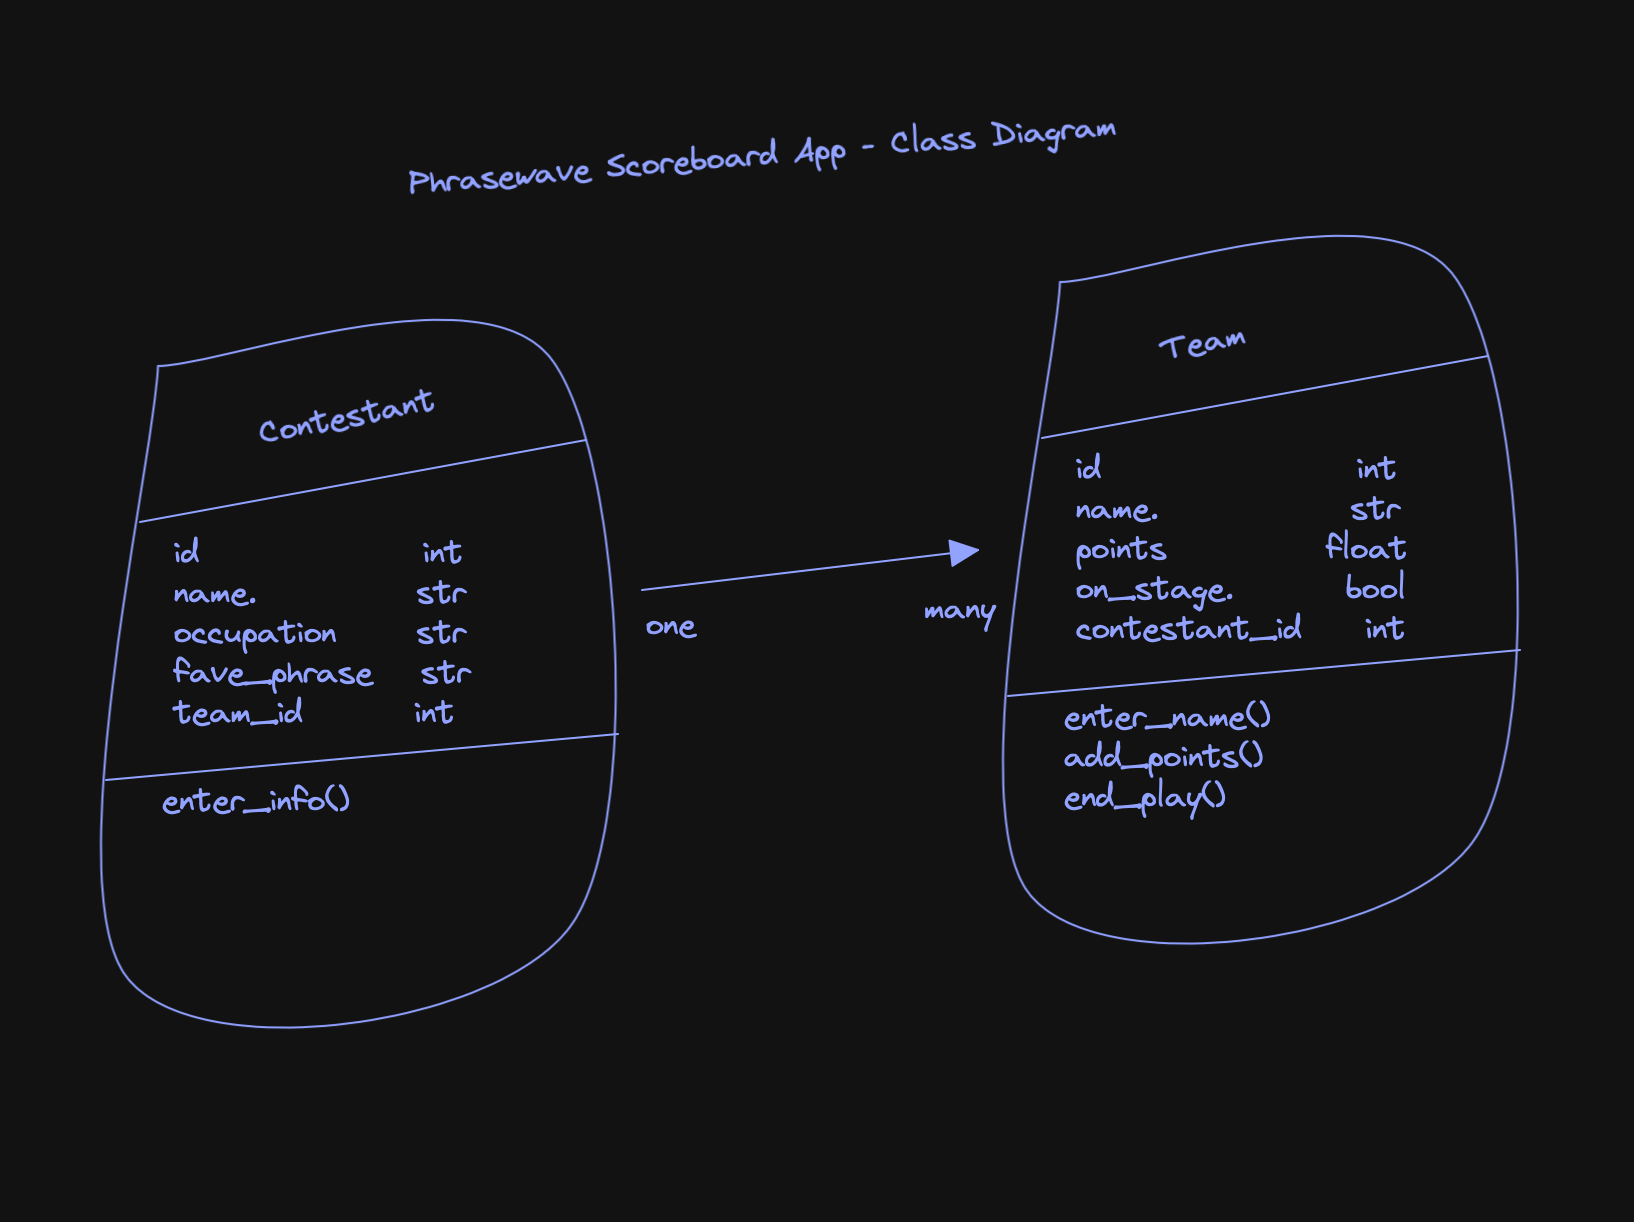 Phrasewave Scoreboard App - Class Diagram
Contestant
id int
name. str
occupation str
fave_phrase str
team_id int
enter_info()
one
many
Team
id int
name. str
points float
on_stage. bool
contestant_id int
enter_name()
add_points()
end_play()